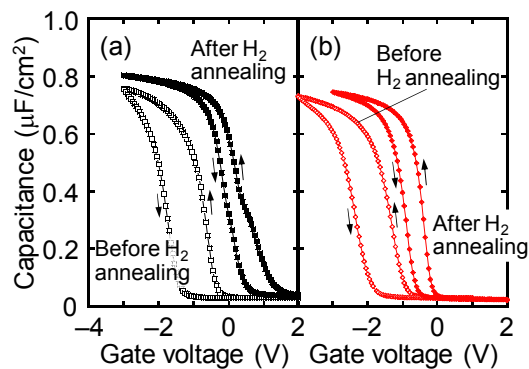 (a)
After H2
annealing
Before H2
annealing
(b)
Before
H2 annealing
After H2
annealing
Capacitance (μF/cm2)
1.0
0.8
0.6
0.4
0.2
0
−4
−2
0
2
−2
0
2
Gate voltage (V)
Gate voltage (V)